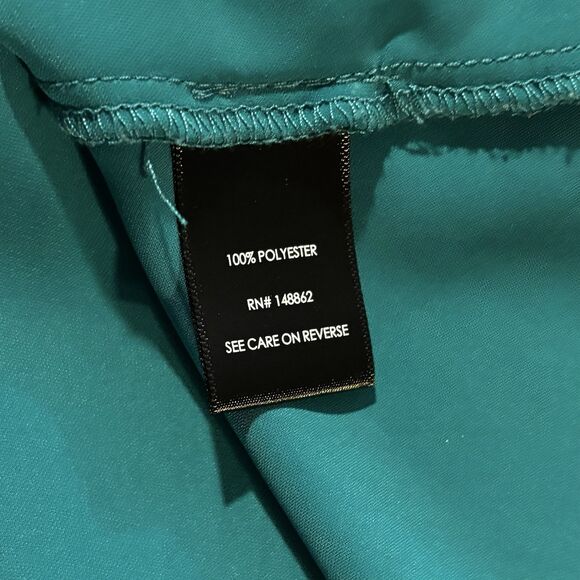 100% POLYESTER
RN# 148862
SEE CARE ON REVERSE